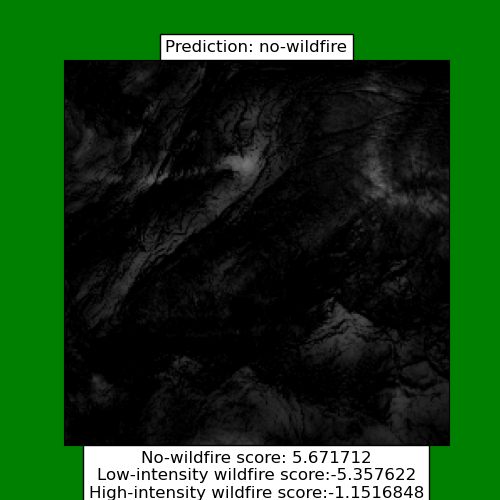 Prediction: no-wildfire
No-wildfire score: 5.671712
Low-intensity wildfire score:-5.357622
High-intensity wildfire score:-1.1516848